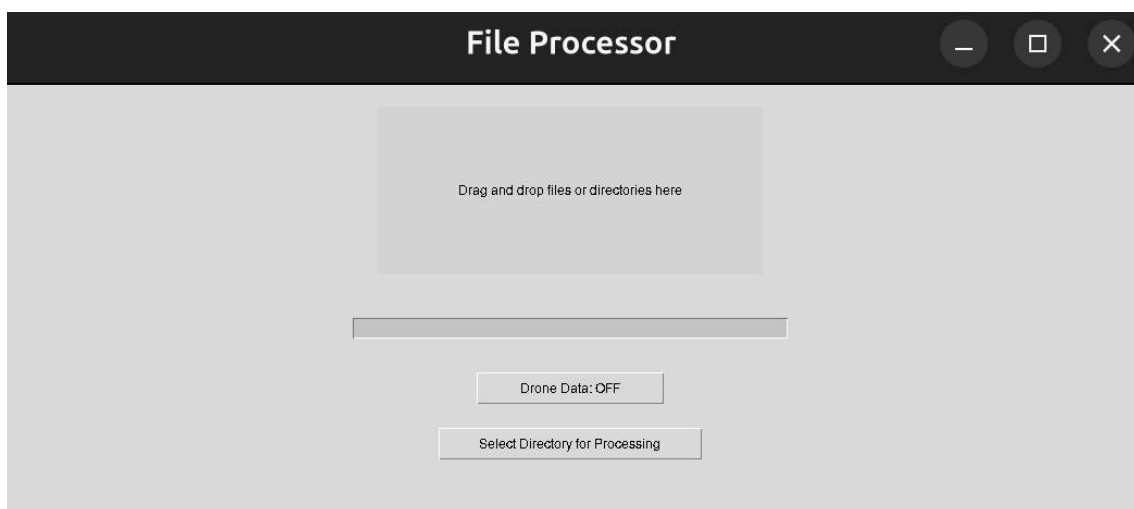 File Processor
Drag and drop files or directories here
Drone Data: OFF
Select Directory for Processing